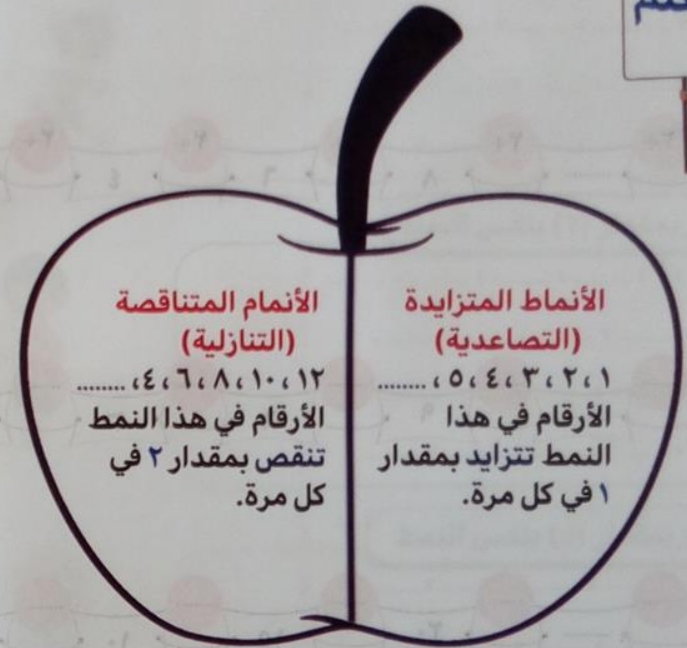 الأنماط المتزايدة
(التصاعدية)
١، ٢، ٣، ٤، ٥، ........
الأرقام في هذا
النمط تتزايد بمقدار
١ في كل مرة.
الأنمام المتناقصة
(التنازلية)
١٢، ١٠، ٨، ٦، ٤، ........
الأرقام في هذا النمط
تنقص بمقدار ٢ في
كل مرة.